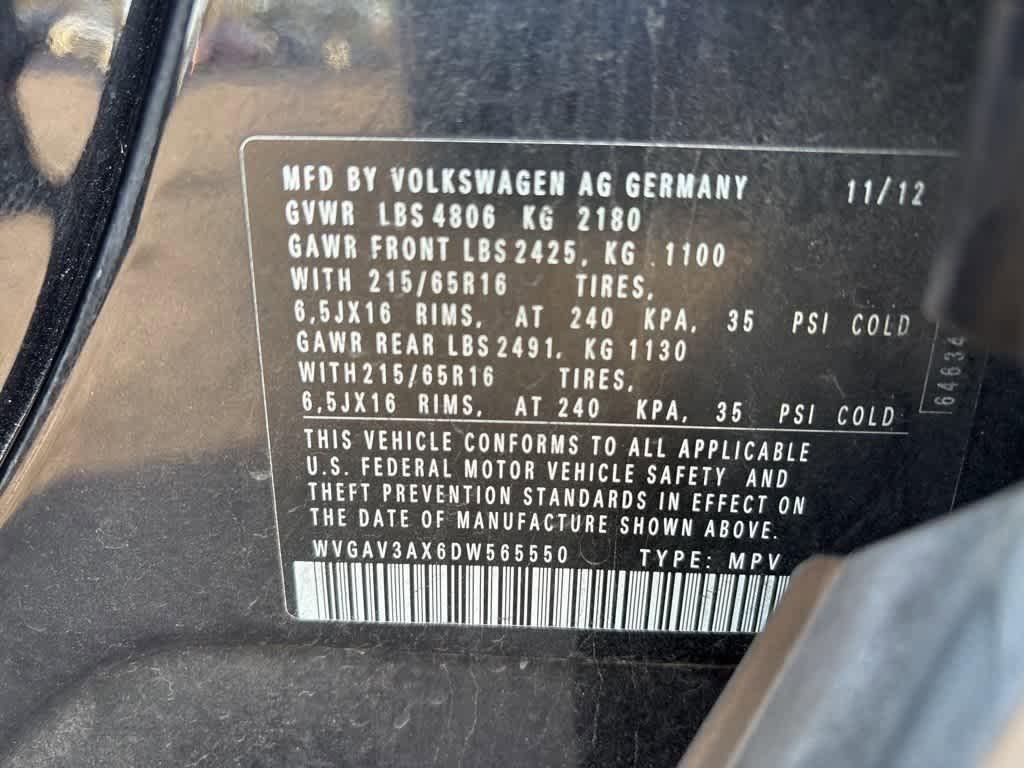 MFD BY VOLKSWAGEN AG GERMANY 11/12
GVWR LBS 4806 KG 2180
GAWR FRONT LBS 2425, KG 1100
WITH 215/65R16 TIRES,
6,5JX16 RIMS, AT 240 KPA, 35 PSI COLD
GAWR REAR LBS 2491, KG 1130
WITH 215/65R16 TIRES,
6,5JX16 RIMS, AT 240 KPA, 35 PSI COLD
THIS VEHICLE CONFORMS TO ALL APPLICABLE
U.S. FEDERAL MOTOR VEHICLE SAFETY AND
THEFT PREVENTION STANDARDS IN EFFECT ON
THE DATE OF MANUFACTURE SHOWN ABOVE.
WVGAV3AX6DW565550 TYPE: MPV